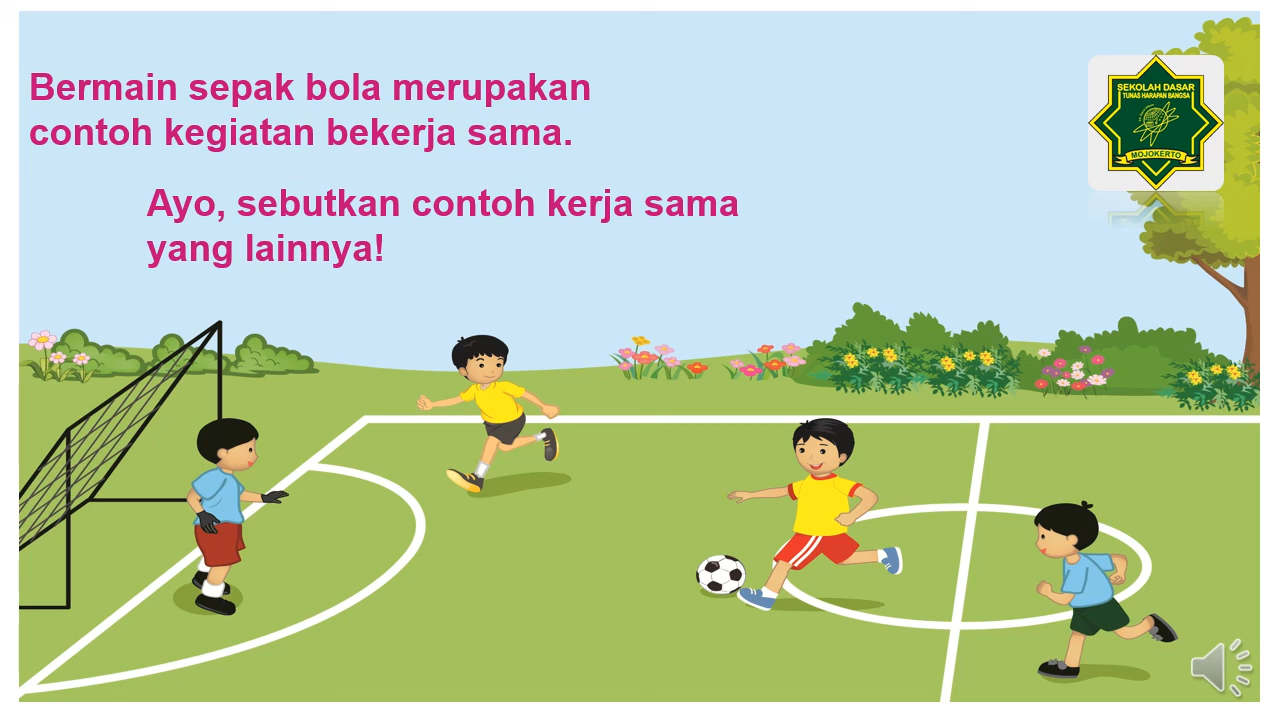 Bermain sepak bola merupakan
contoh kegiatan bekerja sama.
Ayo, sebutkan contoh kerja sama
yang lainnya!
SEKOLAH DASAR
TUNAS HARAPAN BANGSA
MOJOKERTO